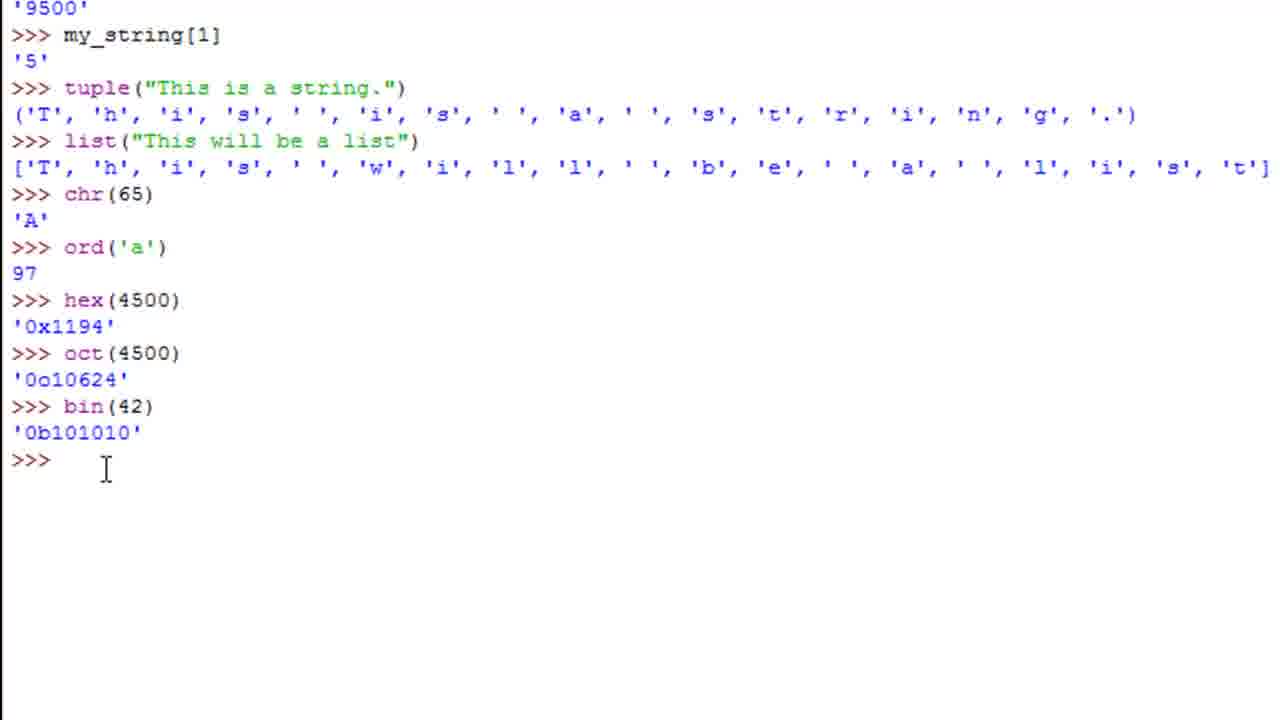 '9500'
>>> my_string[1]
'5'
>>> tuple("This is a string.")
('T', 'h', 'i', 's', ' ', 'i', 's', ' ', 'a', ' ', 's', 't', 'r', 'i', 'n', 'g', '.')
>>> list("This will be a list")
['T', 'h', 'i', 's', ' ', 'w', 'i', 'l', 'l', ' ', 'b', 'e', ' ', 'a', ' ', 'l', 'i', 's', 't']
>>> chr(65)
'A'
>>> ord('a')
97
>>> hex(4500)
'0x1194'
>>> oct(4500)
'0o10624'
>>> bin(42)
'0b101010'
>>>